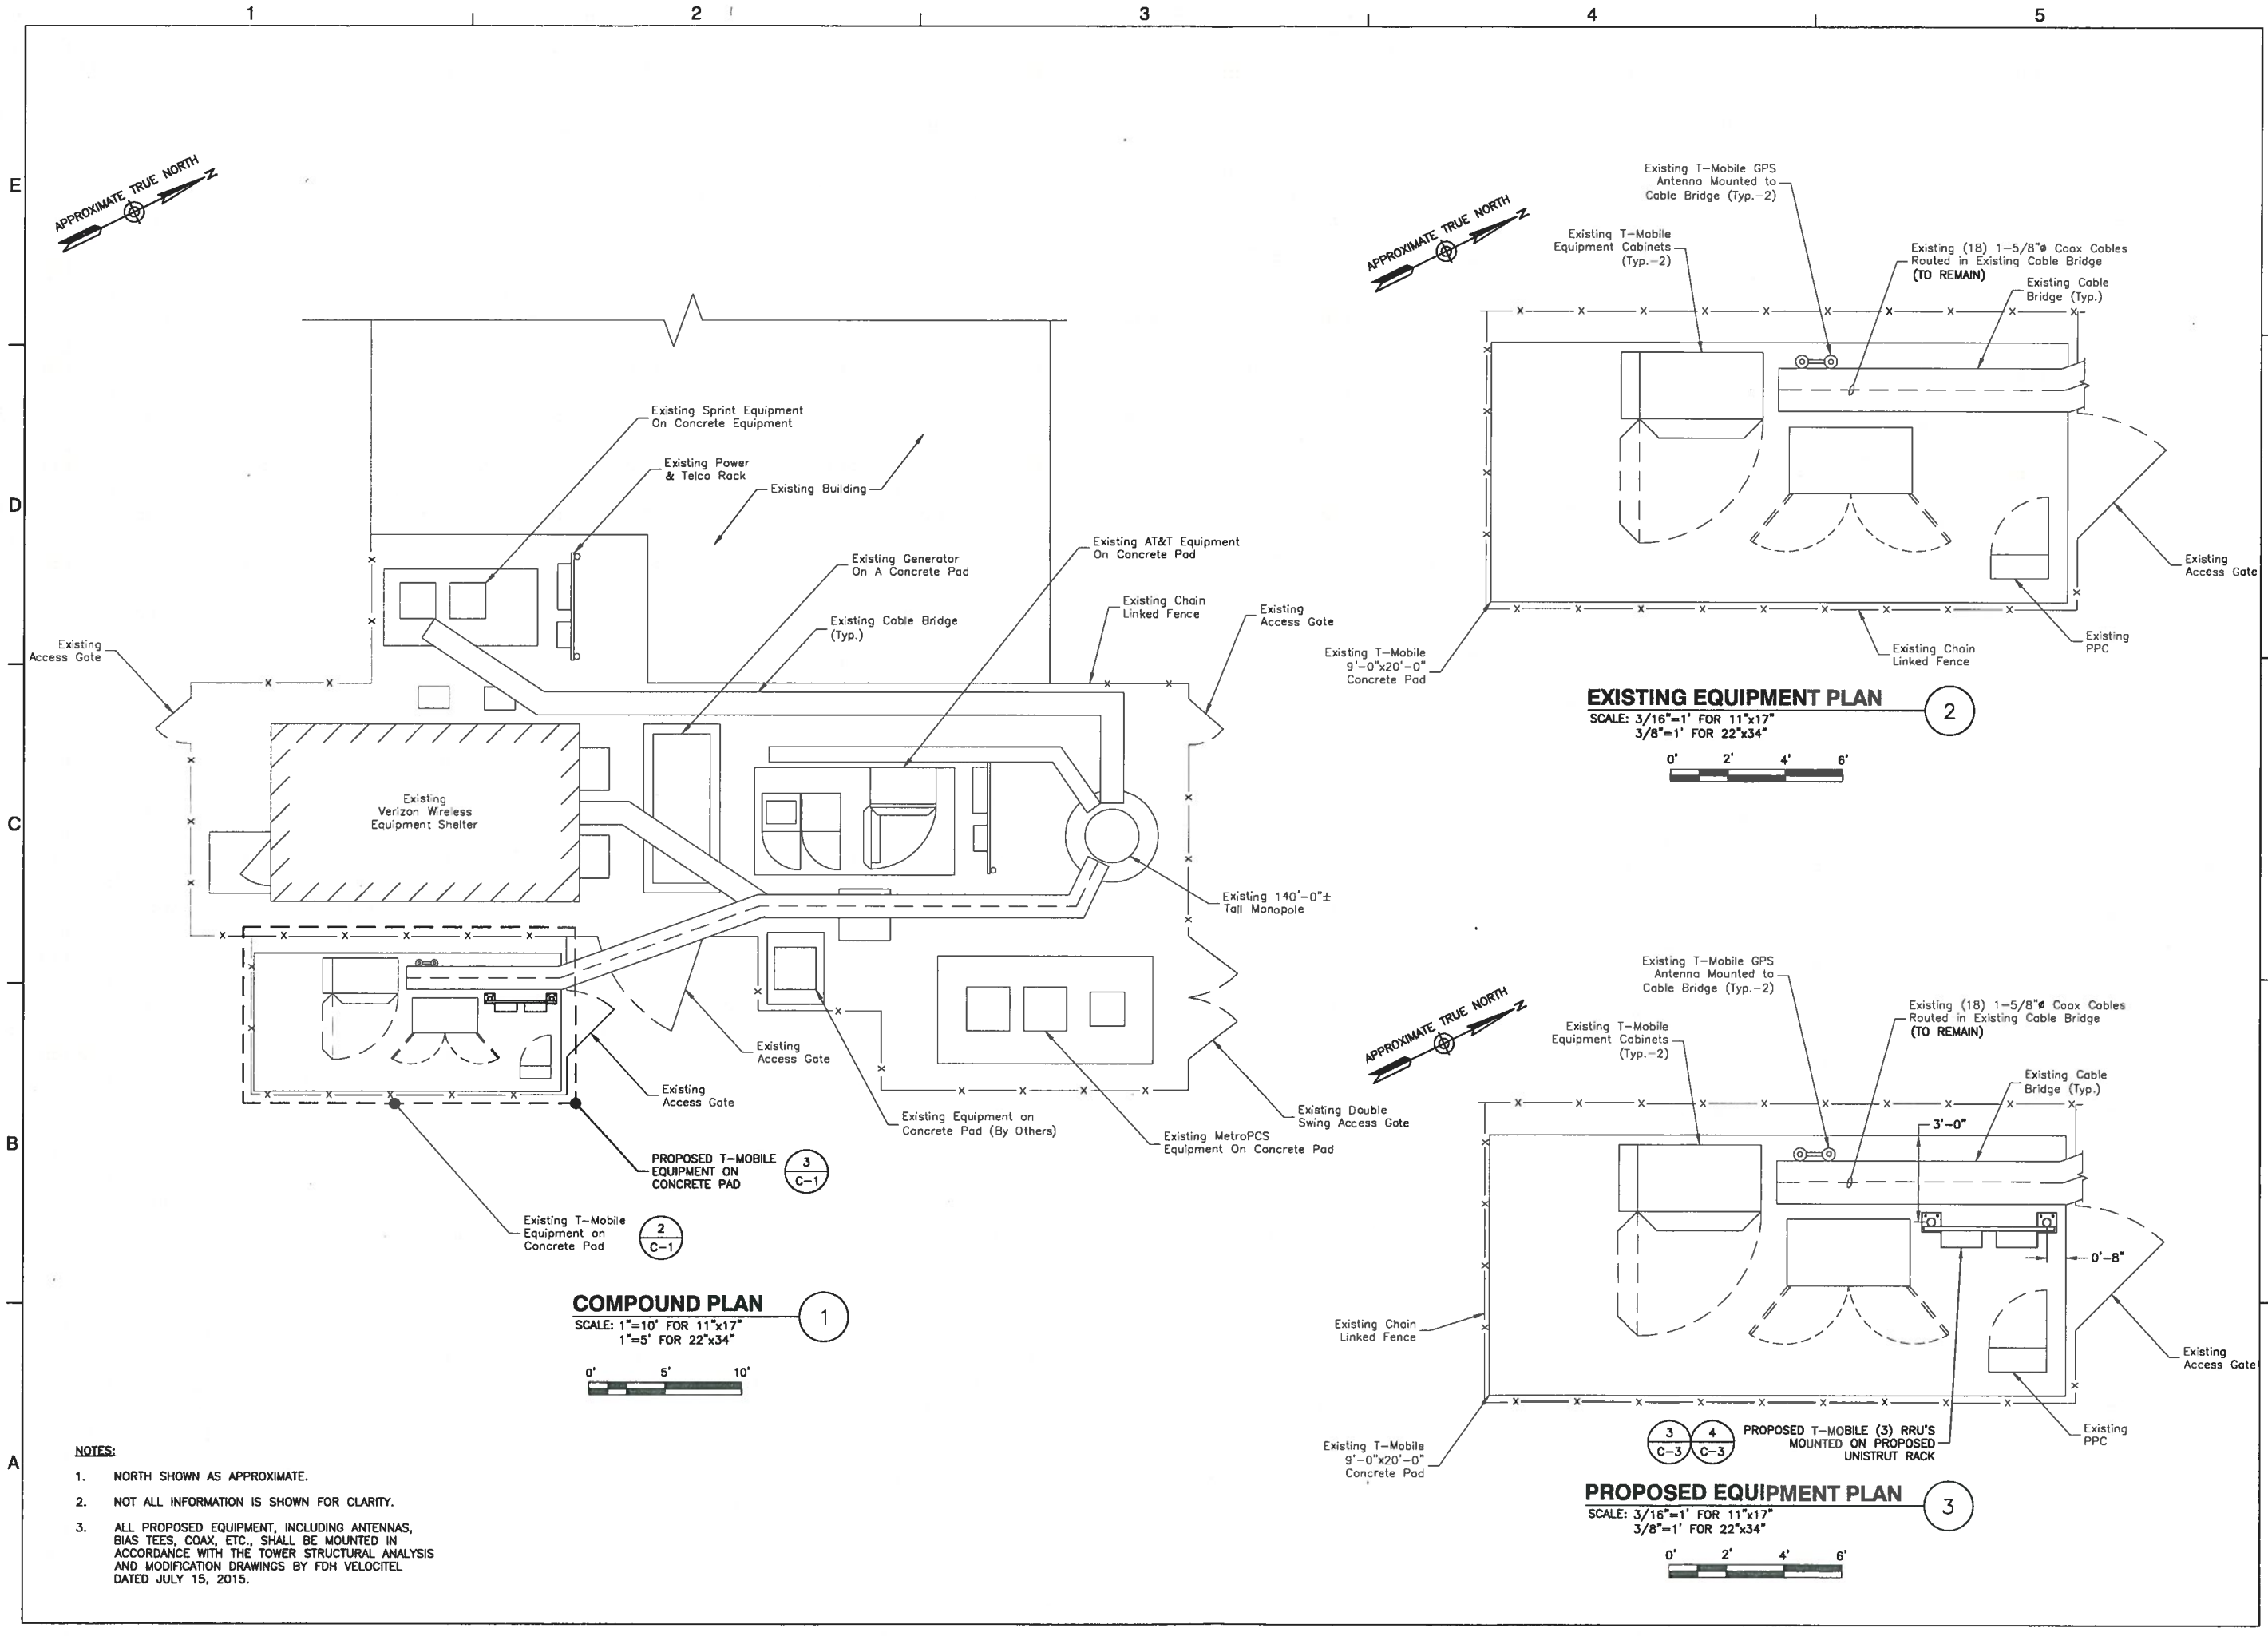 1 2 3 4 5
E
D
C
B
A
APPROXIMATE TRUE NORTH N
Existing Sprint Equipment
On Concrete Equipment
Existing Power
& Telco Rack
Existing Building
Existing Generator
On A Concrete Pad
Existing AT&T Equipment
On Concrete Pad
Existing Cable Bridge
(Typ.)
Existing Chain
Linked Fence
Existing
Access Gate
Existing
Access Gate
Existing
Verizon Wireless
Equipment Shelter
Existing 140'-0"±
Tall Monopole
Existing
Access Gate
Existing
Access Gate
Existing Equipment on
Concrete Pad (By Others)
Existing MetroPCS
Equipment On Concrete Pad
Existing Double
Swing Access Gate
PROPOSED T-MOBILE
EQUIPMENT ON
CONCRETE PAD
3
C-1
Existing T-Mobile
Equipment on
Concrete Pad
2
C-1
COMPOUND PLAN
SCALE: 1"=10' FOR 11"x17"
1"=5' FOR 22"x34"
1
0' 5' 10'
NOTES:
1. NORTH SHOWN AS APPROXIMATE.
2. NOT ALL INFORMATION IS SHOWN FOR CLARITY.
3. ALL PROPOSED EQUIPMENT, INCLUDING ANTENNAS,
BIAS TEES, COAX, ETC., SHALL BE MOUNTED IN
ACCORDANCE WITH THE TOWER STRUCTURAL ANALYSIS
AND MODIFICATION DRAWINGS BY FDH VELOCITEL
DATED JULY 15, 2015.
APPROXIMATE TRUE NORTH N
Existing T-Mobile GPS
Antenna Mounted to
Cable Bridge (Typ.-2)
Existing T-Mobile
Equipment Cabinets
(Typ.-2)
Existing (18) 1-5/8"ø Coax Cables
Routed in Existing Cable Bridge
(TO REMAIN)
Existing Cable
Bridge (Typ.)
Existing
Access Gate
Existing
PPC
Existing Chain
Linked Fence
Existing T-Mobile
9'-0"x20'-0"
Concrete Pad
EXISTING EQUIPMENT PLAN
SCALE: 3/16"=1' FOR 11"x17"
3/8"=1' FOR 22"x34"
2
0' 2' 4' 6'
APPROXIMATE TRUE NORTH N
Existing T-Mobile GPS
Antenna Mounted to
Cable Bridge (Typ.-2)
Existing T-Mobile
Equipment Cabinets
(Typ.-2)
Existing (18) 1-5/8"ø Coax Cables
Routed in Existing Cable Bridge
(TO REMAIN)
Existing Cable
Bridge (Typ.)
3'-0"
0'-8"
Existing Chain
Linked Fence
Existing
Access Gate
Existing
PPC
3
C-3
4
C-3
PROPOSED T-MOBILE (3) RRU'S
MOUNTED ON PROPOSED
UNISTRUT RACK
Existing T-Mobile
9'-0"x20'-0"
Concrete Pad
PROPOSED EQUIPMENT PLAN
SCALE: 3/16"=1' FOR 11"x17"
3/8"=1' FOR 22"x34"
3
0' 2' 4' 6'